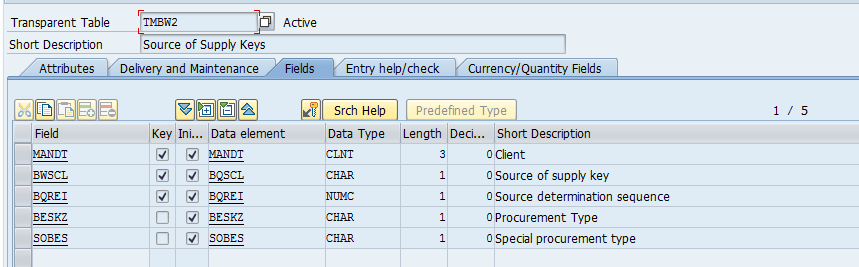 Transparent Table TMBW2 Active
Short Description Source of Supply Keys
Attributes Delivery and Maintenance Fields Entry help/check Currency/Quantity Fields
Srch Help Predefined Type 1 / 5
Field Key Ini... Data element Data Type Length Deci... Short Description
MANDT MANDT CLNT 3 0 Client
BWSCL BQSCL CHAR 1 0 Source of supply key
BQREI BQREI NUMC 1 0 Source determination sequence
BESKZ BESKZ CHAR 1 0 Procurement Type
SOBES SOBES CHAR 1 0 Special procurement type